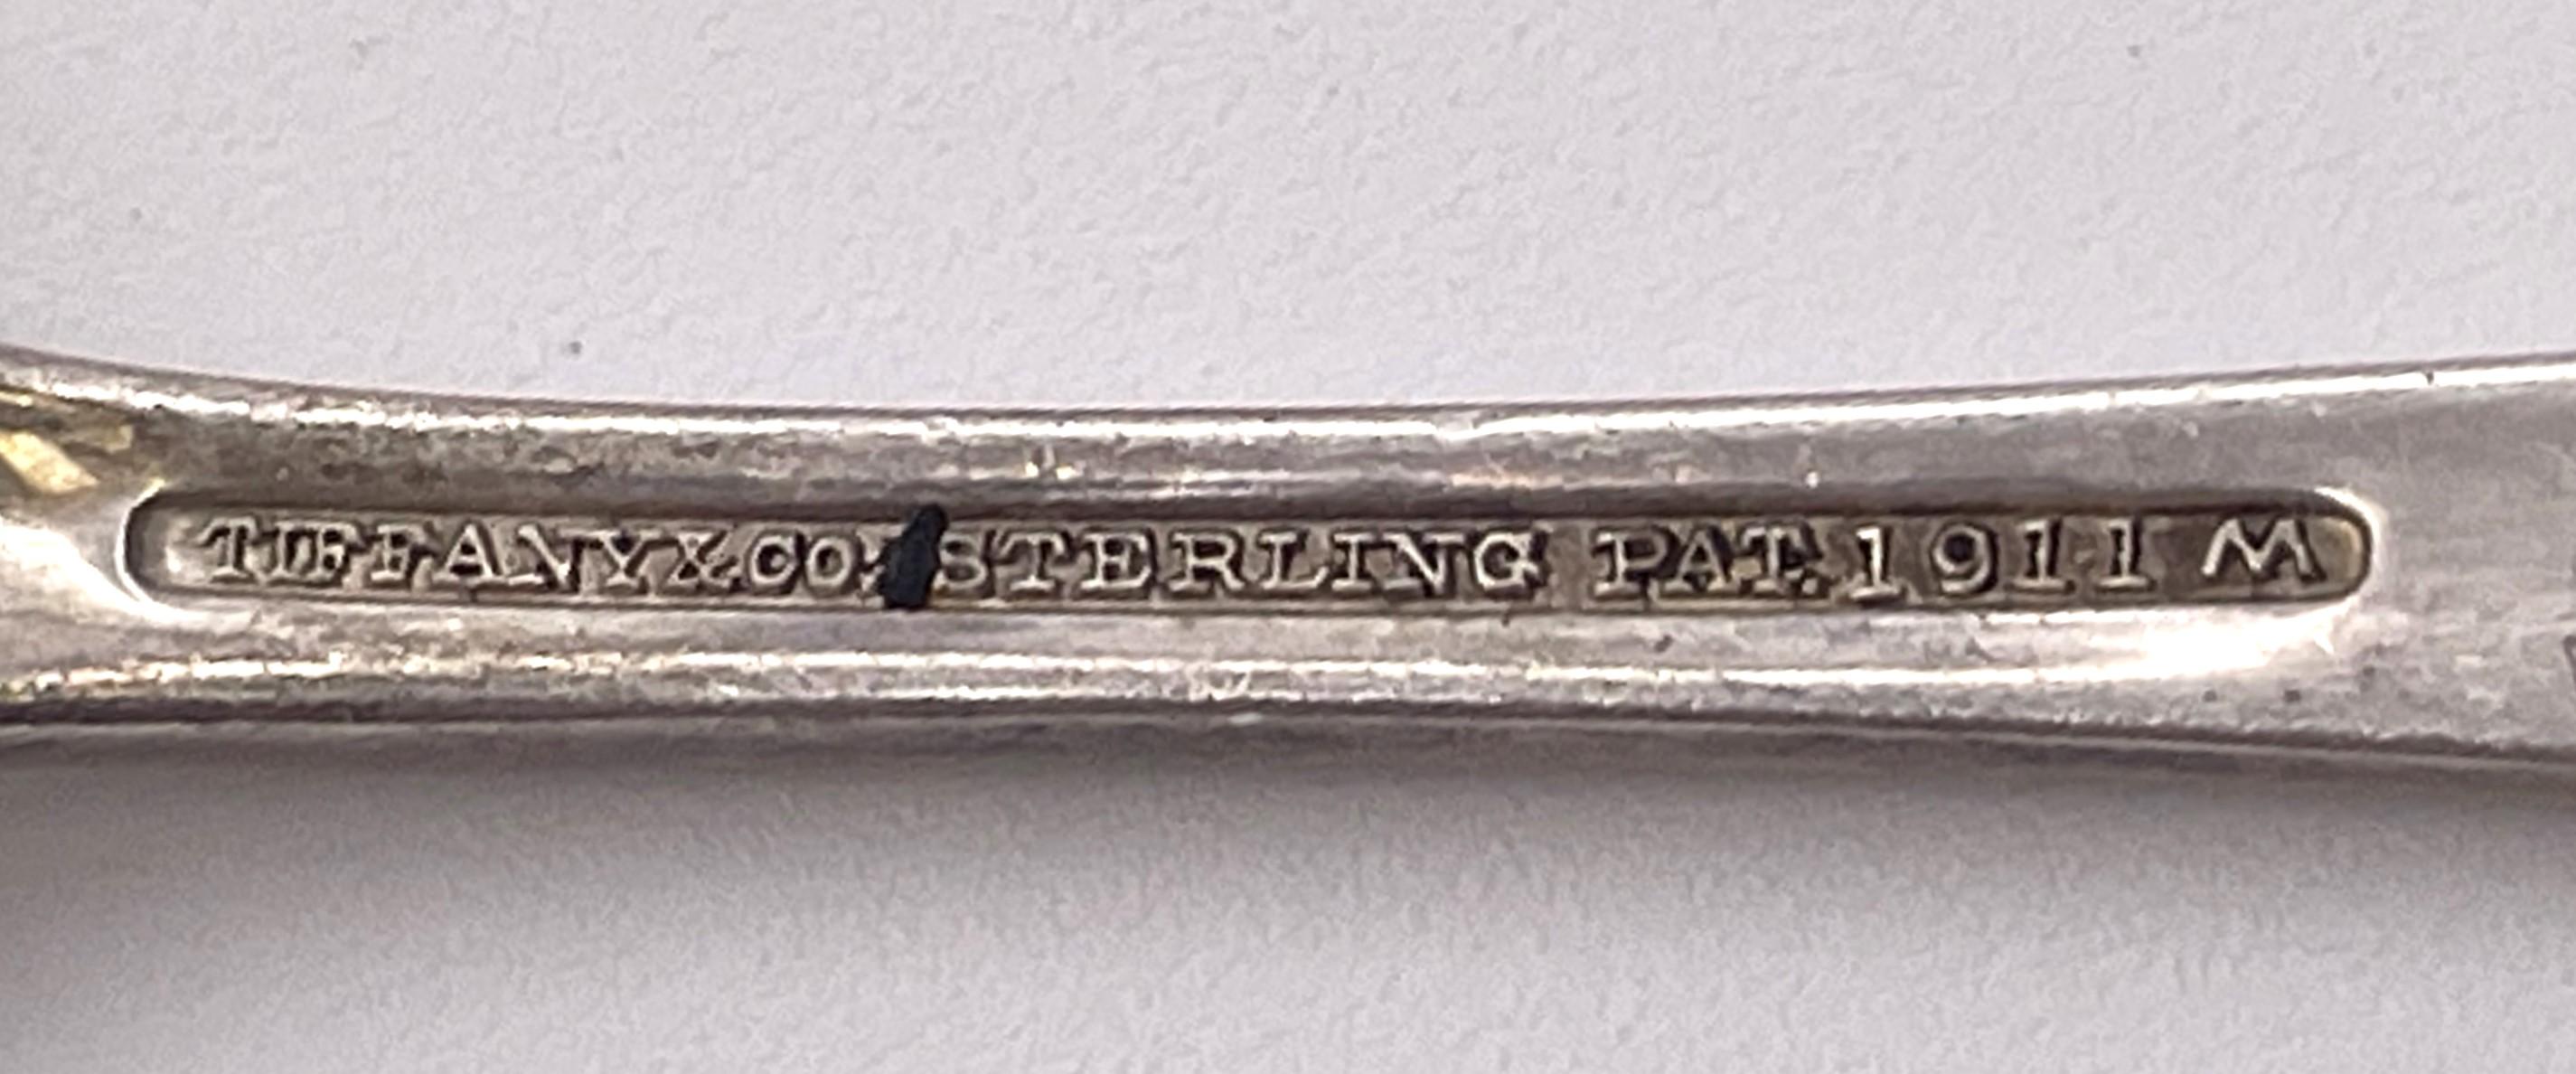 TIFFANY & CO. STERLING PAT. 1911 M